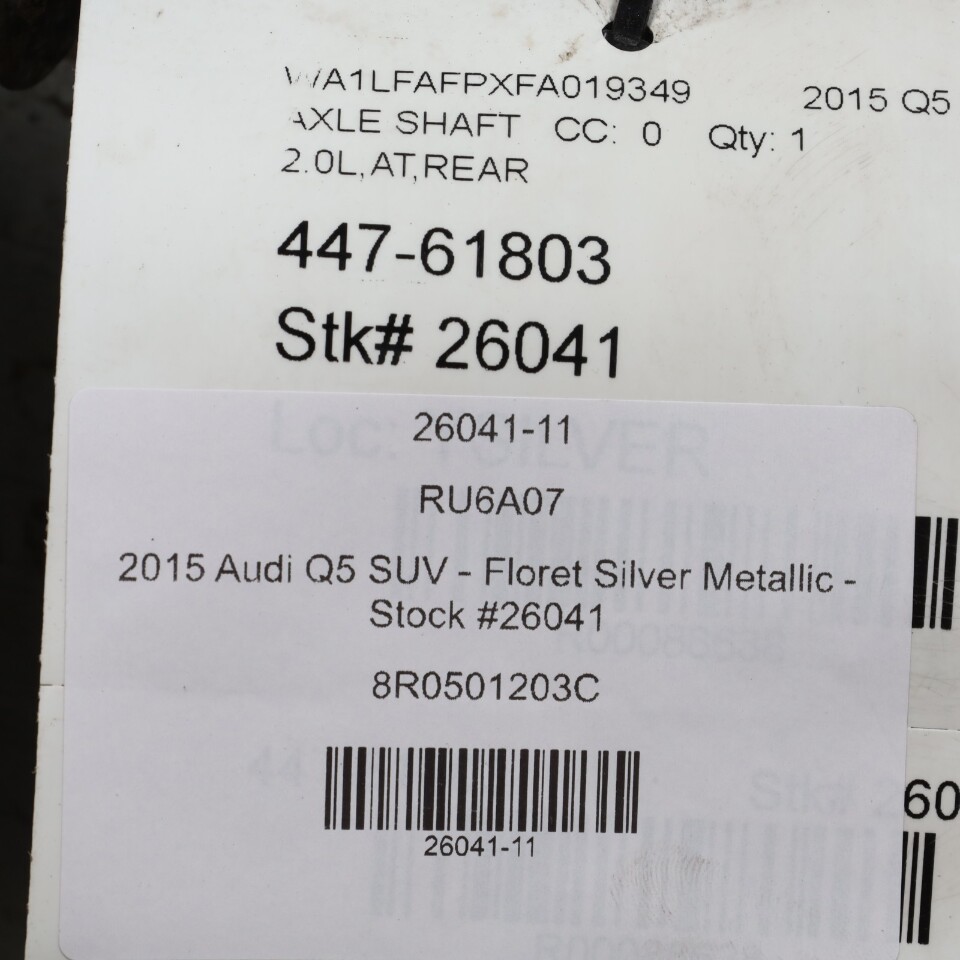 WA1LFAFPXFA019349 2015 Q5
AXLE SHAFT CC: 0 Qty: 1
2.0L,AT,REAR
447-61803
Stk# 26041
26041-11
RU6A07
2015 Audi Q5 SUV - Floret Silver Metallic -
Stock #26041
8R0501203C
26041-11
60